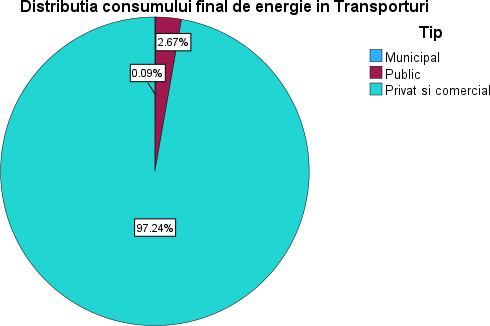 Distributia consumului final de energie in Transporturi
Tip
Municipal
Public
Privat si comercial
2.67%
0.09%
97.24%